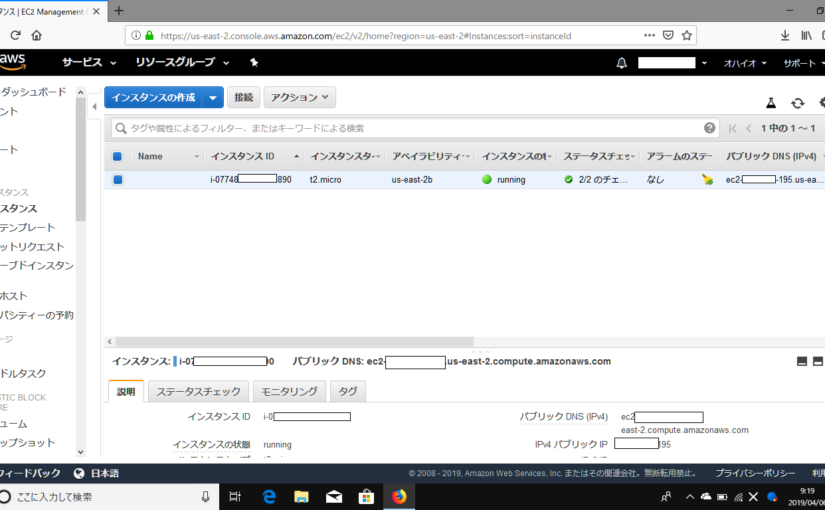 ンスタンス | EC2 Management
https://us-east-2.console.aws.amazon.com/ec2/v2/home?region=us-east-2#Instances:sort=instanceId
aws サービス リソースグループ オハイオ サポート
ダッシュボード
インスタンスの作成 接続 アクション
ント
タグや属性によるフィルター、またはキーワードによる検索 1 中の 1 ～ 1
ート
Name インスタンス ID インスタンスタ アベイラビリティー インスタンスの ステータスチェッ アラームのステー パブリック DNS (IPv4)
i-07748 890 t2.micro us-east-2b running 2/2 のチェ... なし ec2- -195.us-ea...
スタンス
スタンス
テンプレート
ットリクエスト
ーブドインスタン
ホスト
パシティーの予約
ージ
インスタンス: i-07 0 パブリック DNS: ec2- .us-east-2.compute.amazonaws.com
ドルタスク
説明 ステータスチェック モニタリング タグ
STIC BLOCK
RE
インスタンス ID i-0 パブリック DNS (IPv4) ec2
ューム
east-2.compute.amazonaws.com
ップショット
インスタンスの状態 running IPv4 パブリック IP 195
フィードバック 日本語 © 2008 - 2019, Amazon Web Services, Inc. またはその関連会社。無断転用禁止。 プライバシーポリシー 利用
ここに入力して検索
9:19
2019/04/06